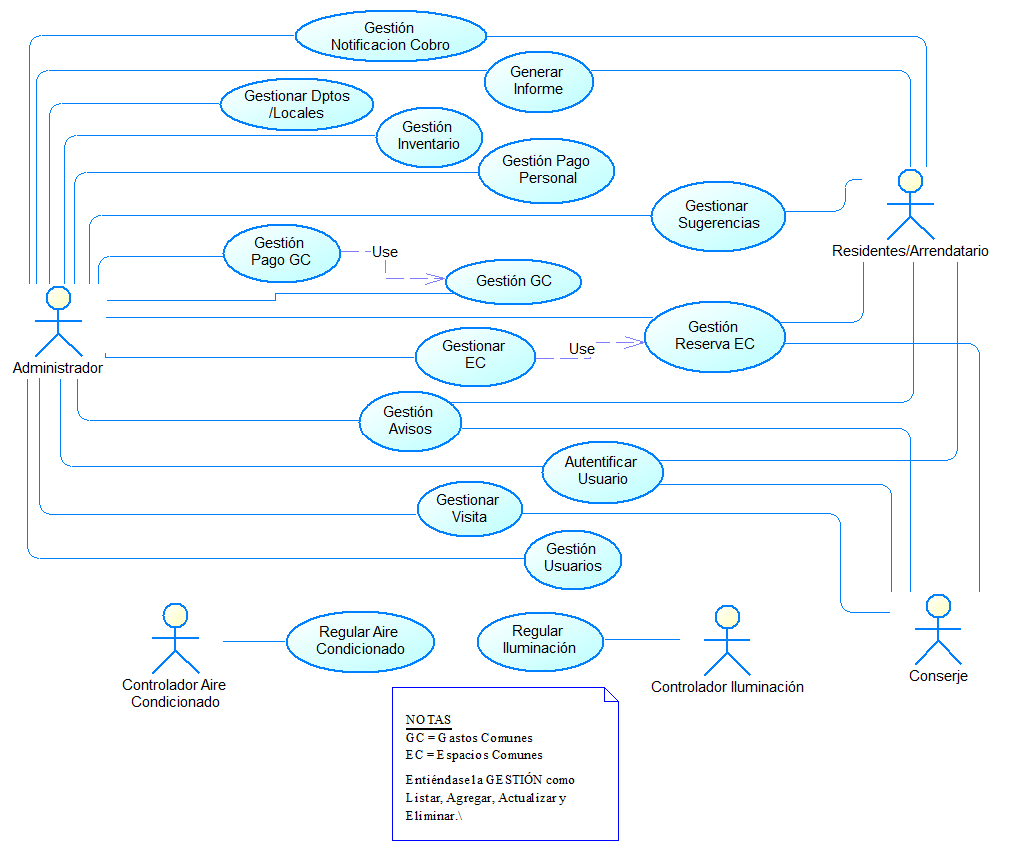 Gestión
Notificacion Cobro
Generar
Informe
Gestionar Dptos
/Locales
Gestión
Inventario
Gestión Pago
Personal
Gestionar
Sugerencias
Residentes/Arrendatario
Gestión
Pago GC
Use
Gestión GC
Administrador
Gestionar
EC
Use
Gestión
Reserva EC
Gestión
Avisos
Autentificar
Usuario
Gestionar
Visita
Gestión
Usuarios
Regular Aire
Condicionado
Regular
Iluminación
Controlador Aire
Condicionado
Controlador Iluminación
Conserje
NOTAS
GC = Gastos Comunes
EC = Espacios Comunes
Entiéndase la GESTIÓN como
Listar, Agregar, Actualizar y
Eliminar.\